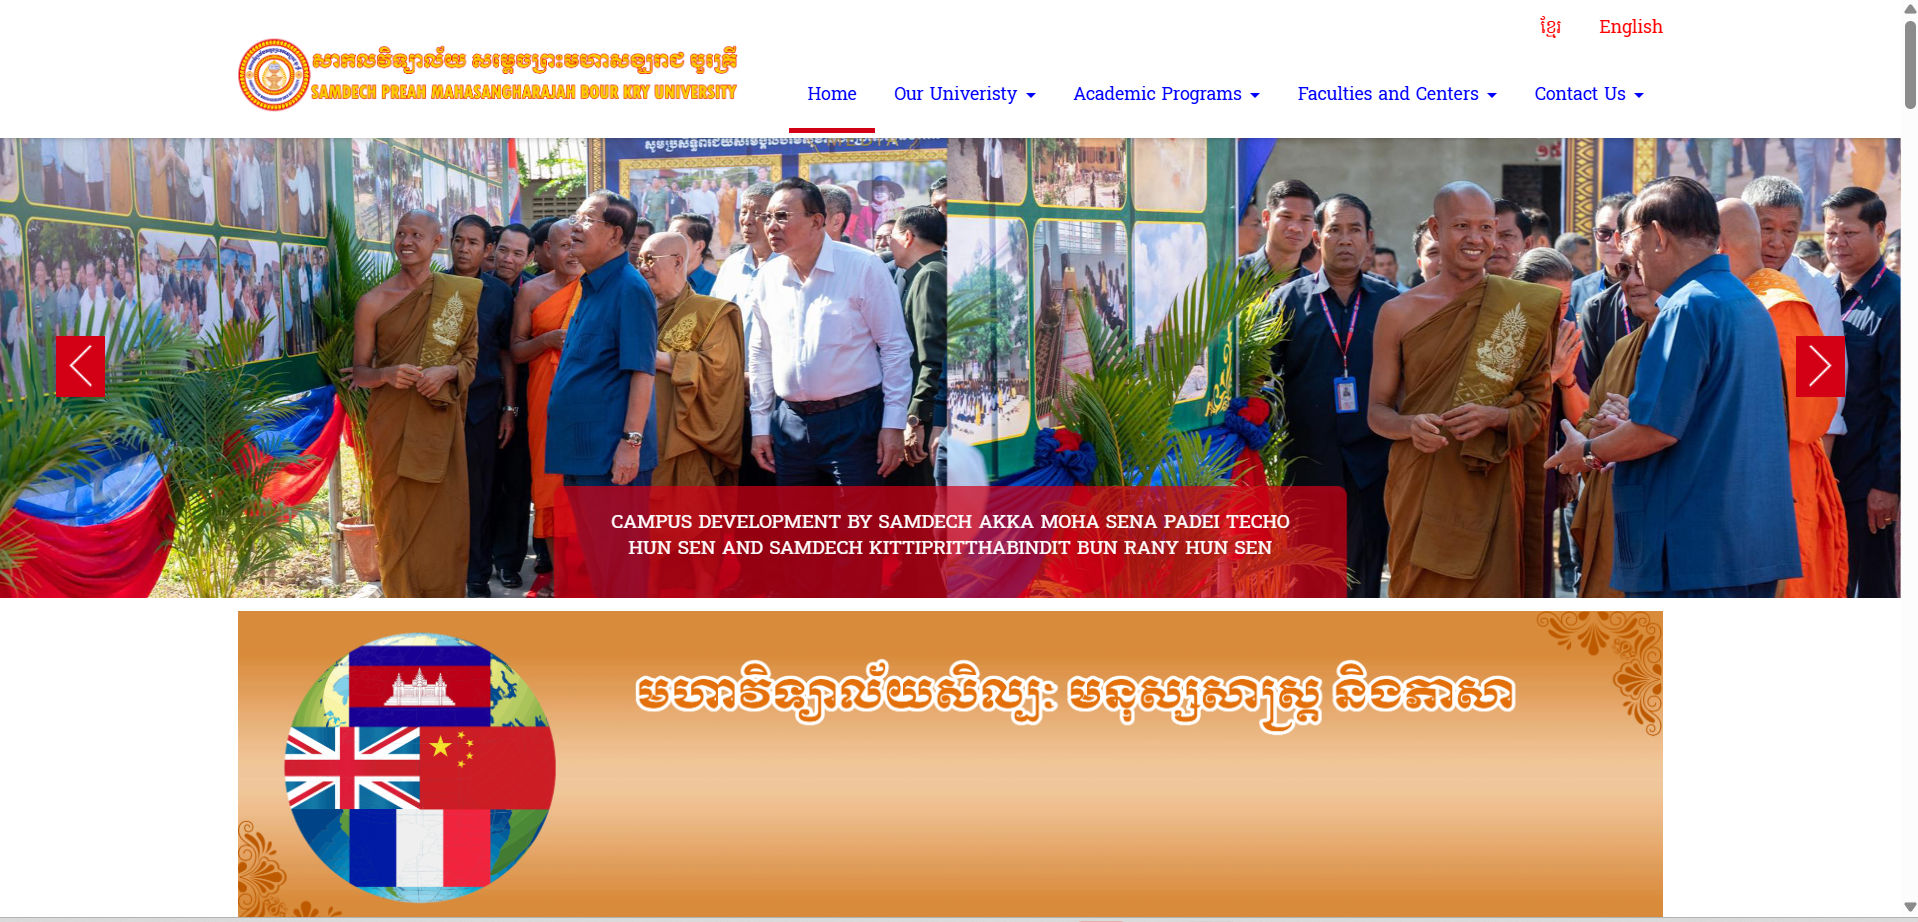 ខ្មែរ English
សាកលវិទ្យាល័យ សម្តេចព្រះមហាសង្ឃរាជ បួរគ្រី
SAMDECH PREAH MAHASANGHARAJAH BOUR KRY UNIVERSITY
Home Our Univeristy Academic Programs Faculties and Centers Contact Us
CAMPUS DEVELOPMENT BY SAMDECH AKKA MOHA SENA PADEI TECHO
HUN SEN AND SAMDECH KITTIPRITTHABINDIT BUN RANY HUN SEN
មហាវិទ្យាល័យសិល្បៈ មនុស្សសាស្ត្រ និងភាសា